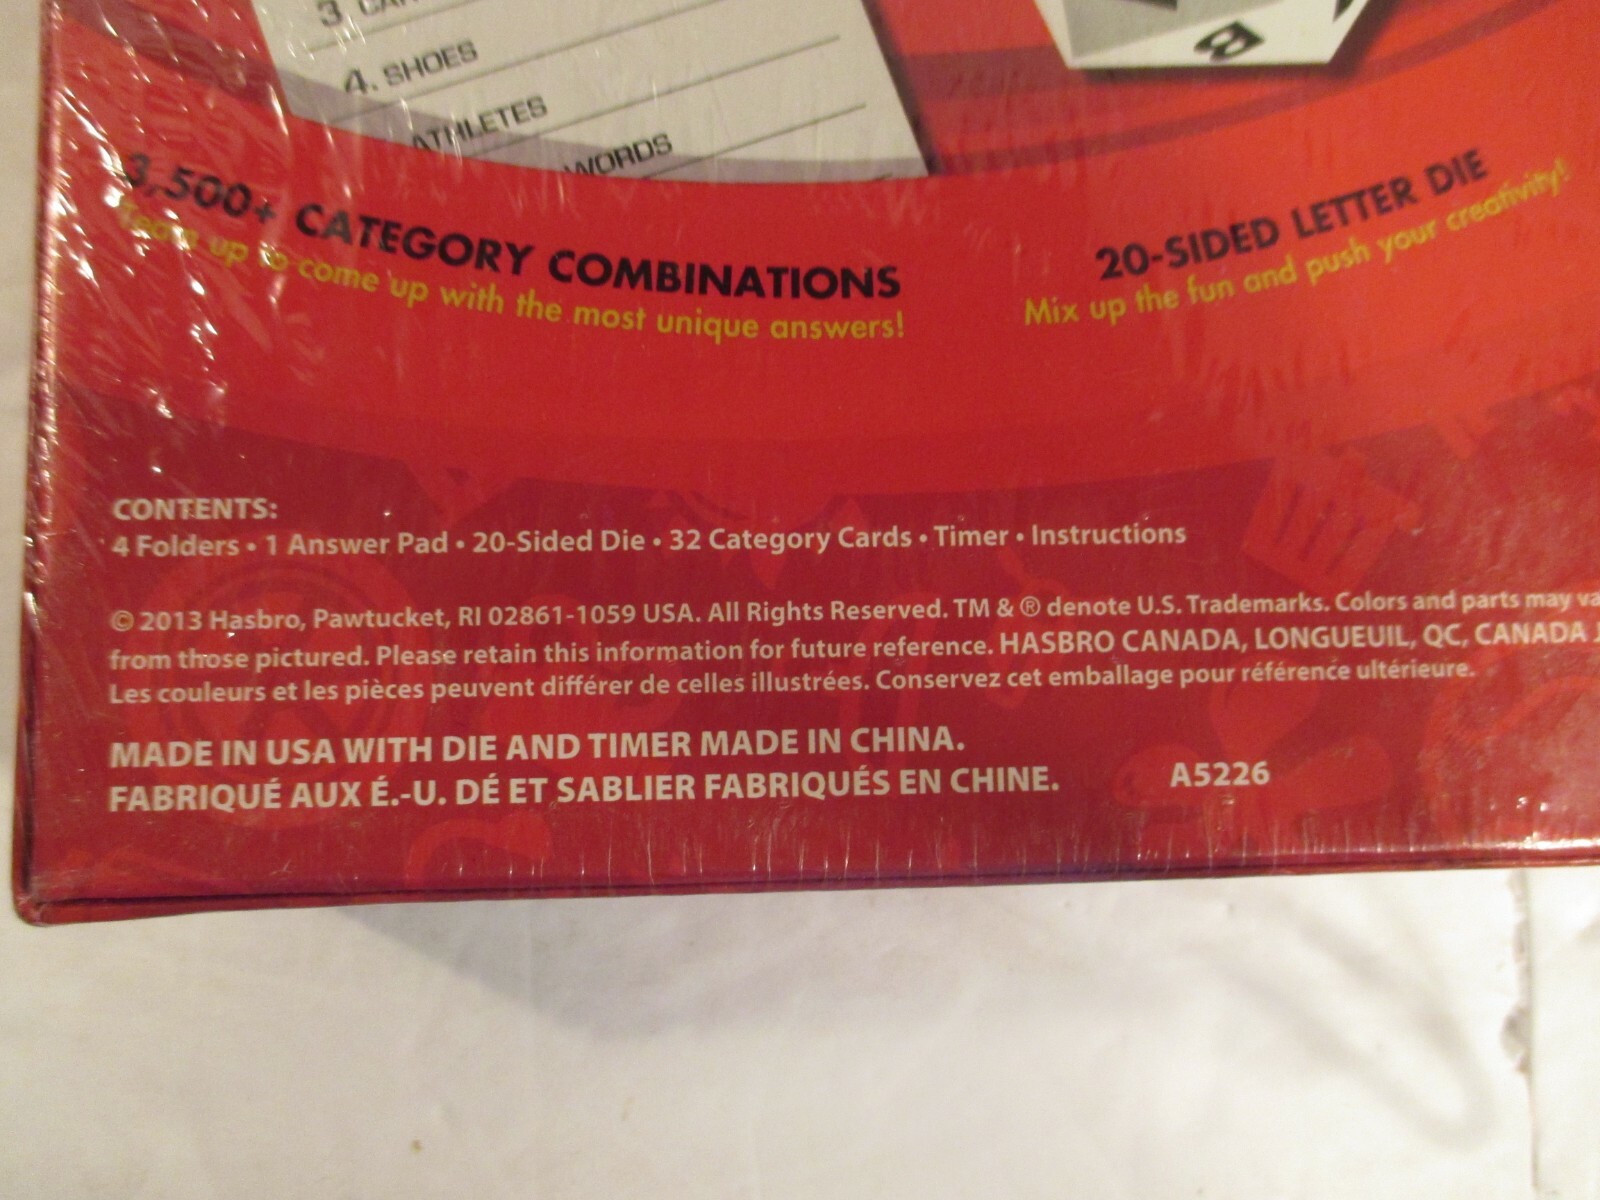 3
4. SHOES
ATHLETES
WORDS
B
3,500+ CATEGORY COMBINATIONS
Team up to come up with the most unique answers!
20-SIDED LETTER DIE
Mix up the fun and push your creativity!
CONTENTS:
4 Folders • 1 Answer Pad • 20-Sided Die • 32 Category Cards • Timer • Instructions
© 2013 Hasbro, Pawtucket, RI 02861-1059 USA. All Rights Reserved. TM & ® denote U.S. Trademarks. Colors and parts may
from those pictured. Please retain this information for future reference. HASBRO CANADA, LONGUEUIL, QC, CANADA
Les couleurs et les pièces peuvent différer de celles illustrées. Conservez cet emballage pour référence ultérieure.
MADE IN USA WITH DIE AND TIMER MADE IN CHINA.
FABRIQUÉ AUX É.-U. DÉ ET SABLIER FABRIQUÉS EN CHINE.
A5226